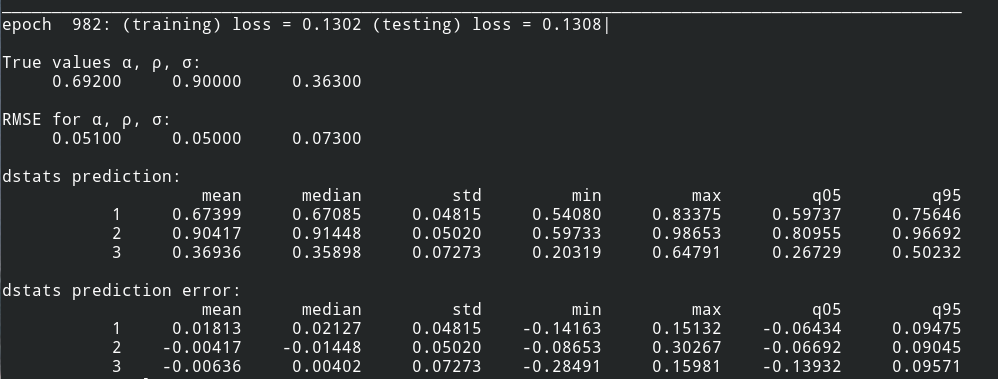 epoch  982: (training) loss = 0.1302 (testing) loss = 0.1308|
True values α, ρ, σ:
0.69200 0.90000 0.36300
RMSE for α, ρ, σ:
0.05100 0.05000 0.07300
dstats prediction:
mean median std min max q05 q95
1 0.67399 0.67085 0.04815 0.54080 0.83375 0.59737 0.75646
2 0.90417 0.91448 0.05020 0.59733 0.98653 0.80955 0.96692
3 0.36936 0.35898 0.07273 0.20319 0.64791 0.26729 0.50232
dstats prediction error:
mean median std min max q05 q95
1 0.01813 0.02127 0.04815 -0.14163 0.15132 -0.06434 0.09475
2 -0.00417 -0.01448 0.05020 -0.08653 0.30267 -0.06692 0.09045
3 -0.00636 0.00402 0.07273 -0.28491 0.15981 -0.13932 0.09571